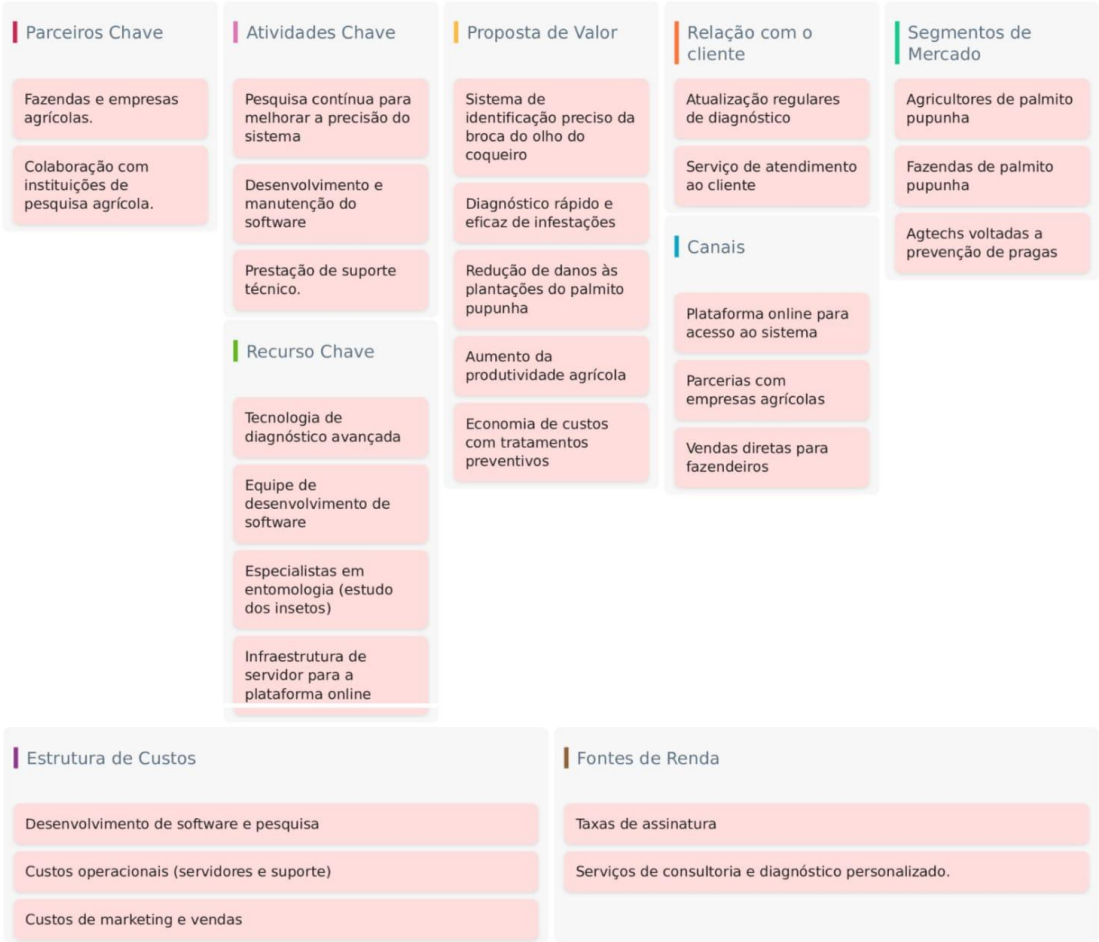 Parceiros Chave
Fazendas e empresas
agrícolas.
Colaboração com
instituições de
pesquisa agrícola.
Atividades Chave
Pesquisa contínua para
melhorar a precisão do
sistema
Desenvolvimento e
manutenção do
software
Prestação de suporte
técnico.
Recurso Chave
Tecnologia de
diagnóstico avançada
Equipe de
desenvolvimento de
software
Especialistas em
entomologia (estudo
dos insetos)
Infraestrutura de
servidor para a
plataforma online
Proposta de Valor
Sistema de
identificação preciso da
broca do olho do
coqueiro
Diagnóstico rápido e
eficaz de infestações
Redução de danos às
plantações do palmito
pupunha
Aumento da
produtividade agrícola
Economia de custos
com tratamentos
preventivos
Relação com o
cliente
Atualização regulares
de diagnóstico
Serviço de atendimento
ao cliente
Canais
Plataforma online para
acesso ao sistema
Parcerias com
empresas agrícolas
Vendas diretas para
fazendeiros
Segmentos de
Mercado
Agricultores de palmito
pupunha
Fazendas de palmito
pupunha
Agtechs voltadas a
prevenção de pragas
Estrutura de Custos
Desenvolvimento de software e pesquisa
Custos operacionais (servidores e suporte)
Custos de marketing e vendas
Fontes de Renda
Taxas de assinatura
Serviços de consultoria e diagnóstico personalizado.